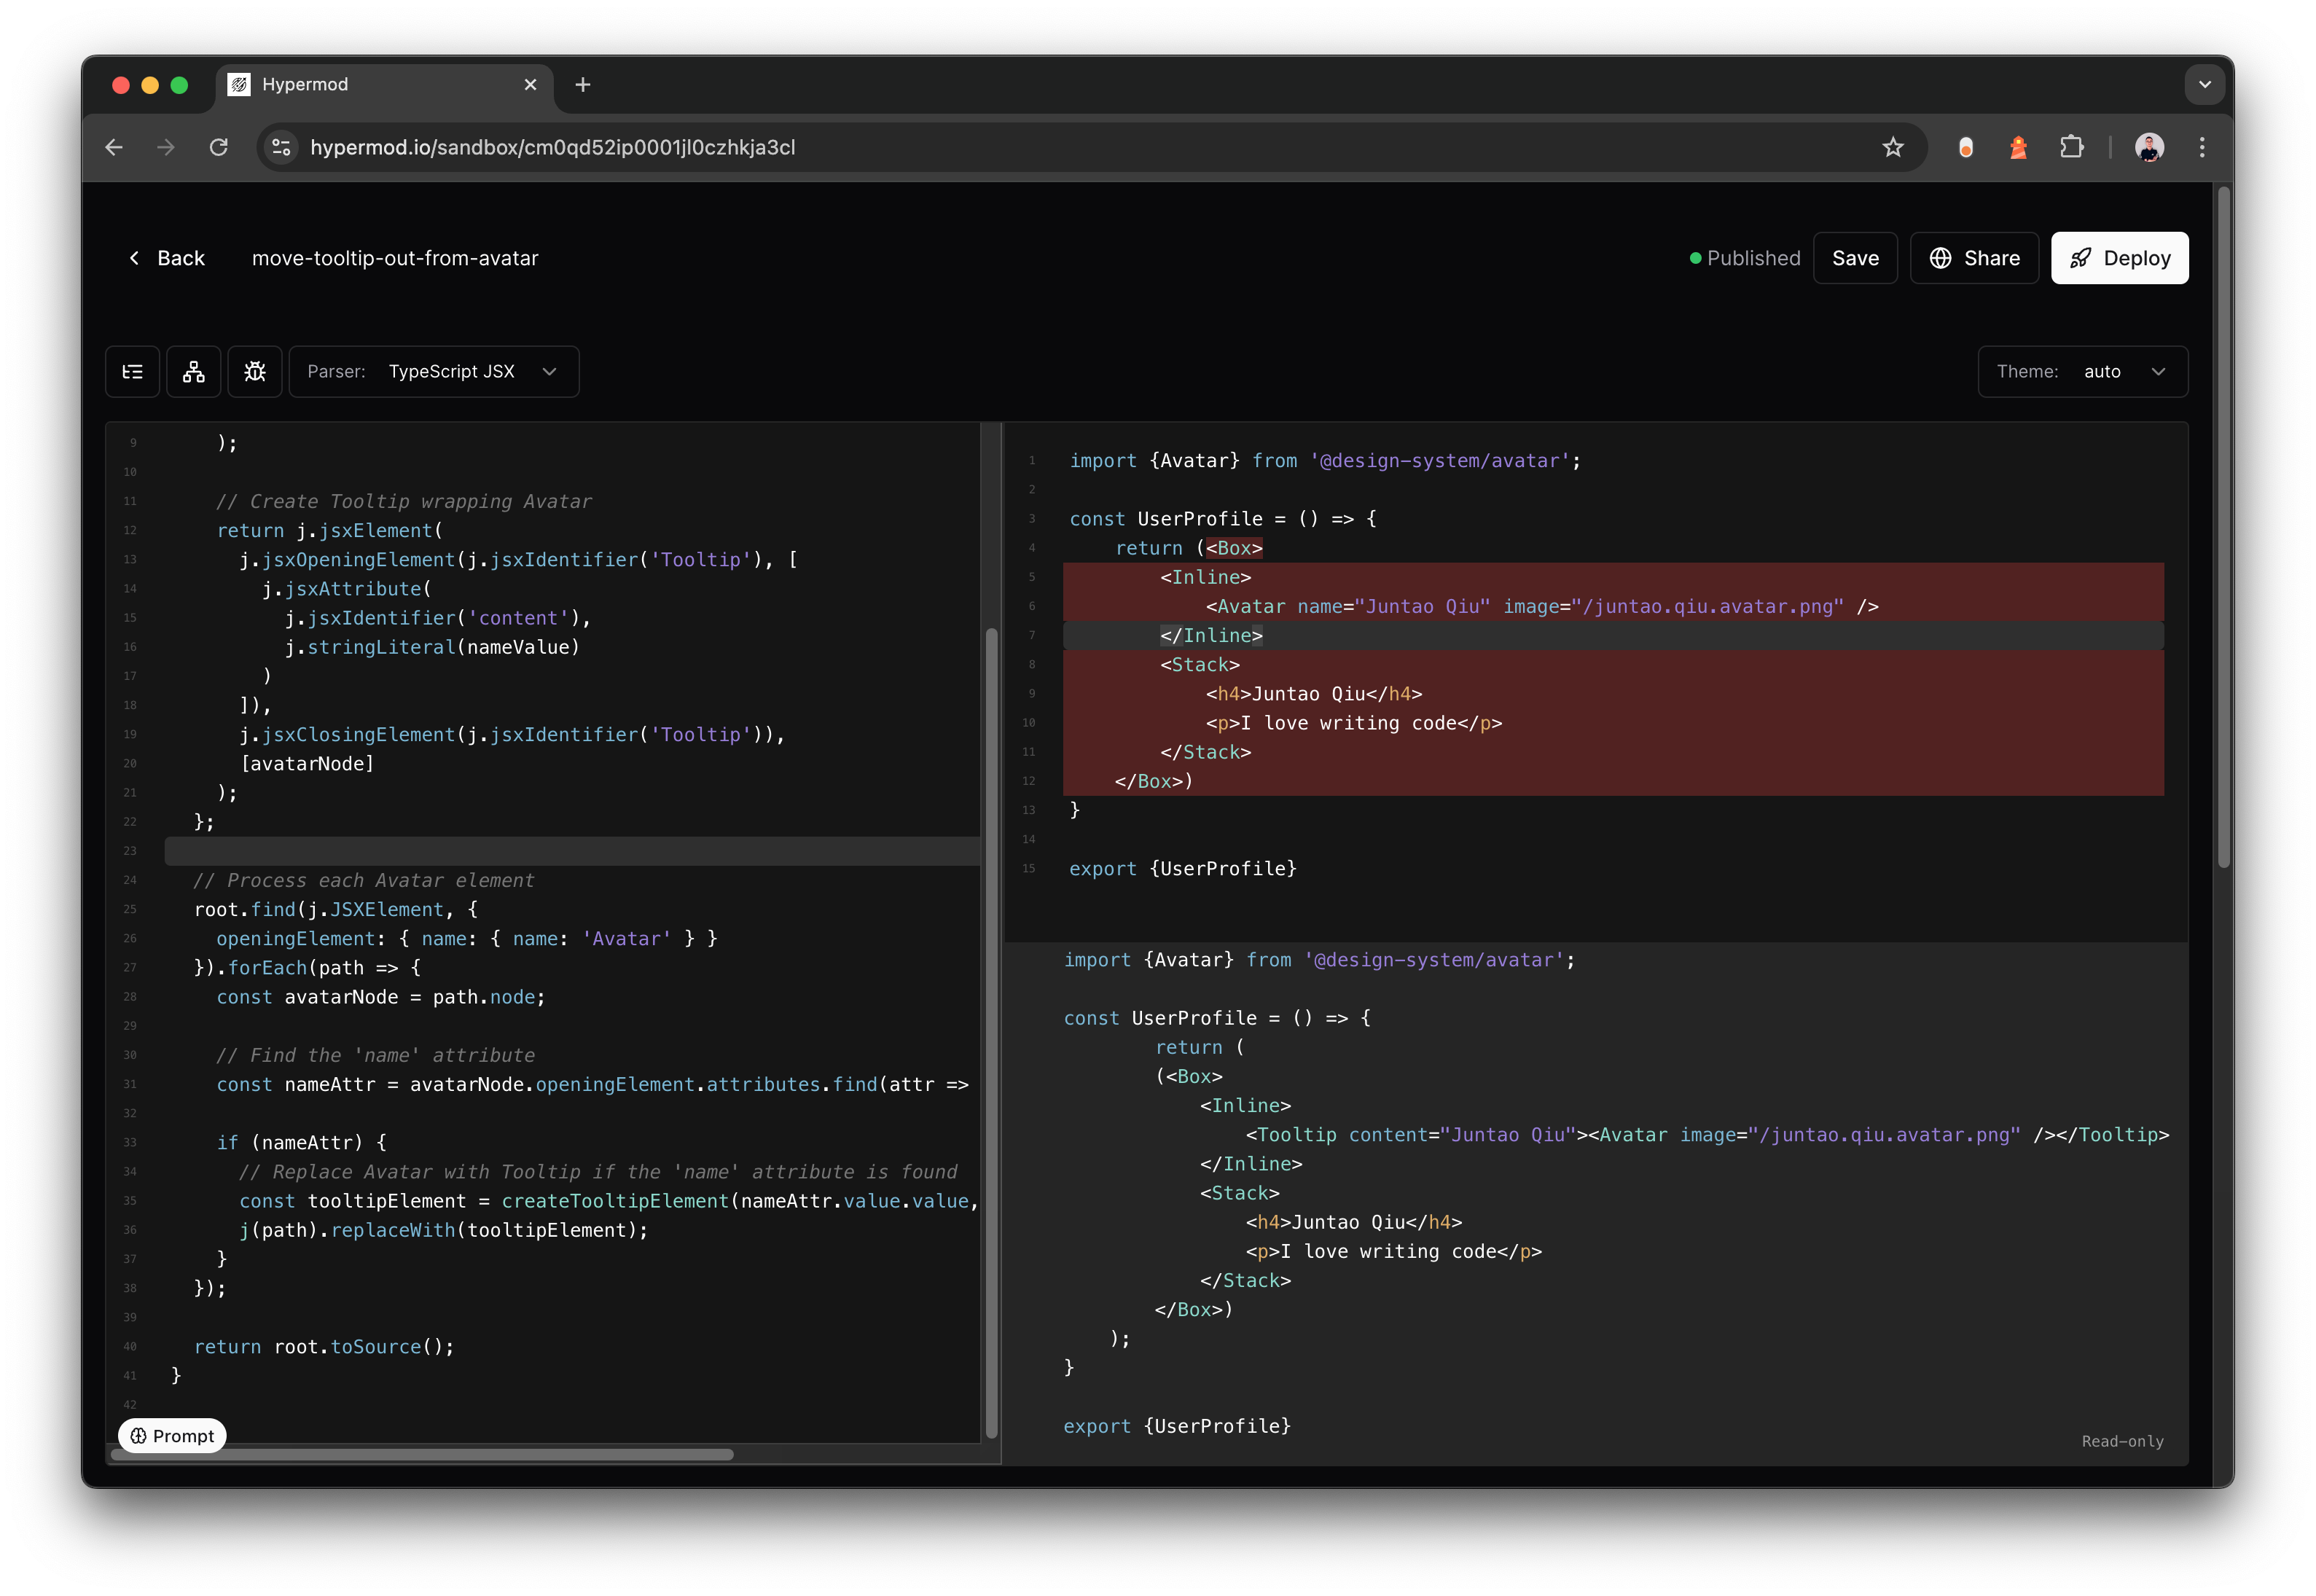 Hypermod
hypermod.io/sandbox/cm0qd52ip0001jl0czhkja3cl
Back move-tooltip-out-from-avatar Published Save Share Deploy
Parser: TypeScript JSX Theme: auto
9 );
10
11 // Create Tooltip wrapping Avatar
12 return j.jsxElement(
13 j.jsxOpeningElement(j.jsxIdentifier('Tooltip'), [
14 j.jsxAttribute(
15 j.jsxIdentifier('content'),
16 j.stringLiteral(nameValue)
17 )
18 ]),
19 j.jsxClosingElement(j.jsxIdentifier('Tooltip')),
20 [avatarNode]
21 );
22 };
23
24 // Process each Avatar element
25 root.find(j.JSXElement, {
26 openingElement: { name: { name: 'Avatar' } }
27 }).forEach(path => {
28 const avatarNode = path.node;
29
30 // Find the 'name' attribute
31 const nameAttr = avatarNode.openingElement.attributes.find(attr =>
32
33 if (nameAttr) {
34 // Replace Avatar with Tooltip if the 'name' attribute is found
35 const tooltipElement = createTooltipElement(nameAttr.value.value,
36 j(path).replaceWith(tooltipElement);
37 }
38 });
39
40 return root.toSource();
41 }
42
Prompt
1 import {Avatar} from '@design-system/avatar';
2
3 const UserProfile = () => {
4 return (<Box>
5 <Inline>
6 <Avatar name="Juntao Qiu" image="/juntao.qiu.avatar.png" />
7 </Inline>
8 <Stack>
9 <h4>Juntao Qiu</h4>
10 <p>I love writing code</p>
11 </Stack>
12 </Box>)
13 }
14
15 export {UserProfile}
import {Avatar} from '@design-system/avatar';
const UserProfile = () => {
return (
(<Box>
<Inline>
<Tooltip content="Juntao Qiu"><Avatar image="/juntao.qiu.avatar.png" /></Tooltip>
</Inline>
<Stack>
<h4>Juntao Qiu</h4>
<p>I love writing code</p>
</Stack>
</Box>)
);
}
export {UserProfile}
Read-only